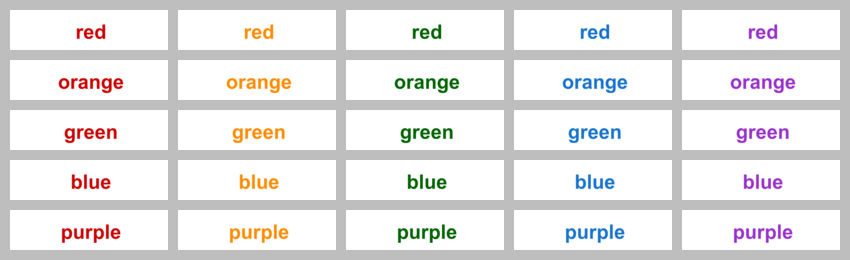 red red red red red
orange orange orange orange orange
green green green green green
blue blue blue blue blue
purple purple purple purple purple